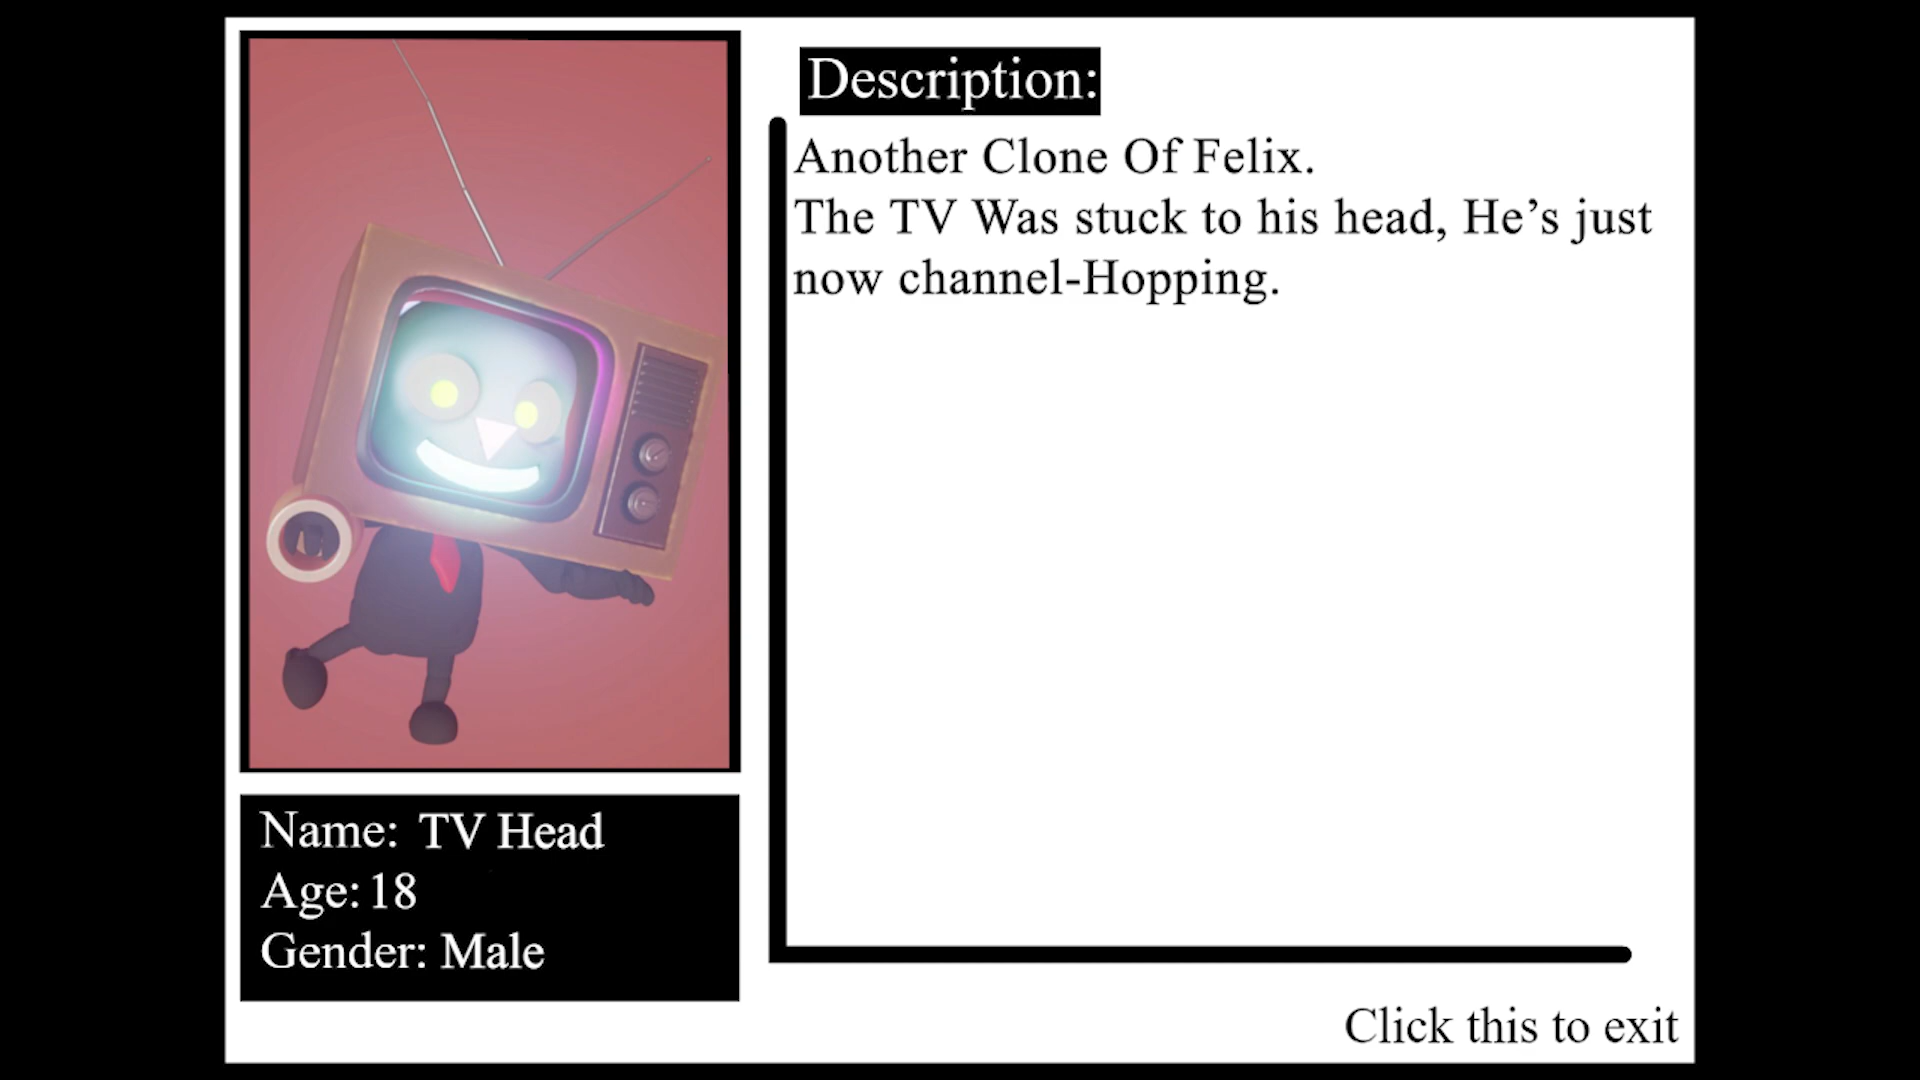 Description:
Another Clone Of Felix.
The TV Was stuck to his head, He’s just
now channel-Hopping.
Name: TV Head
Age: 18
Gender: Male
Click this to exit